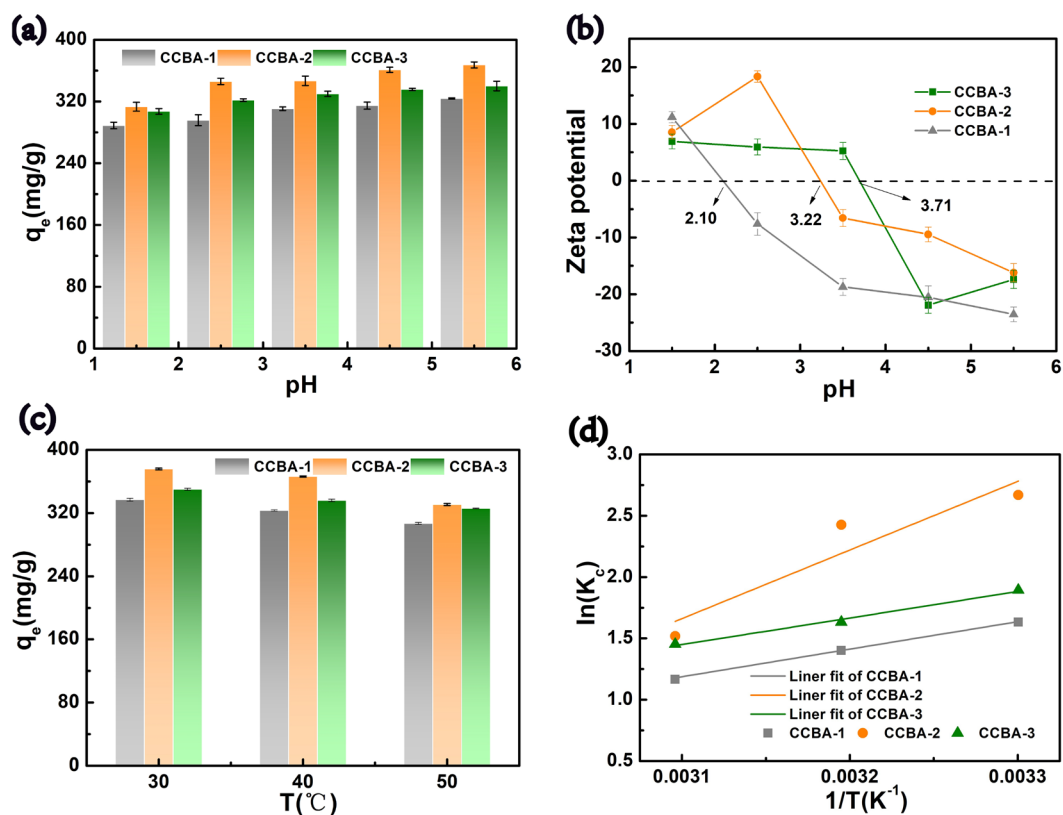 (a)
400
320
240
160
80
0
qe(mg/g)
CCBA-1 CCBA-2 CCBA-3
1 2 3 4 5 6
pH
(b)
20
10
0
-10
-20
-30
Zeta potential
CCBA-3
CCBA-2
CCBA-1
2.10 3.22 3.71
1 2 3 4 5 6
pH
(c)
400
320
240
160
80
0
qe(mg/g)
CCBA-1 CCBA-2 CCBA-3
30 40 50
T(℃)
(d)
3.0
2.5
2.0
1.5
1.0
0.5
ln(Kc)
Liner fit of CCBA-1
Liner fit of CCBA-2
Liner fit of CCBA-3
CCBA-1 CCBA-2 CCBA-3
0.0031 0.0032 0.0033
1/T(K⁻¹)